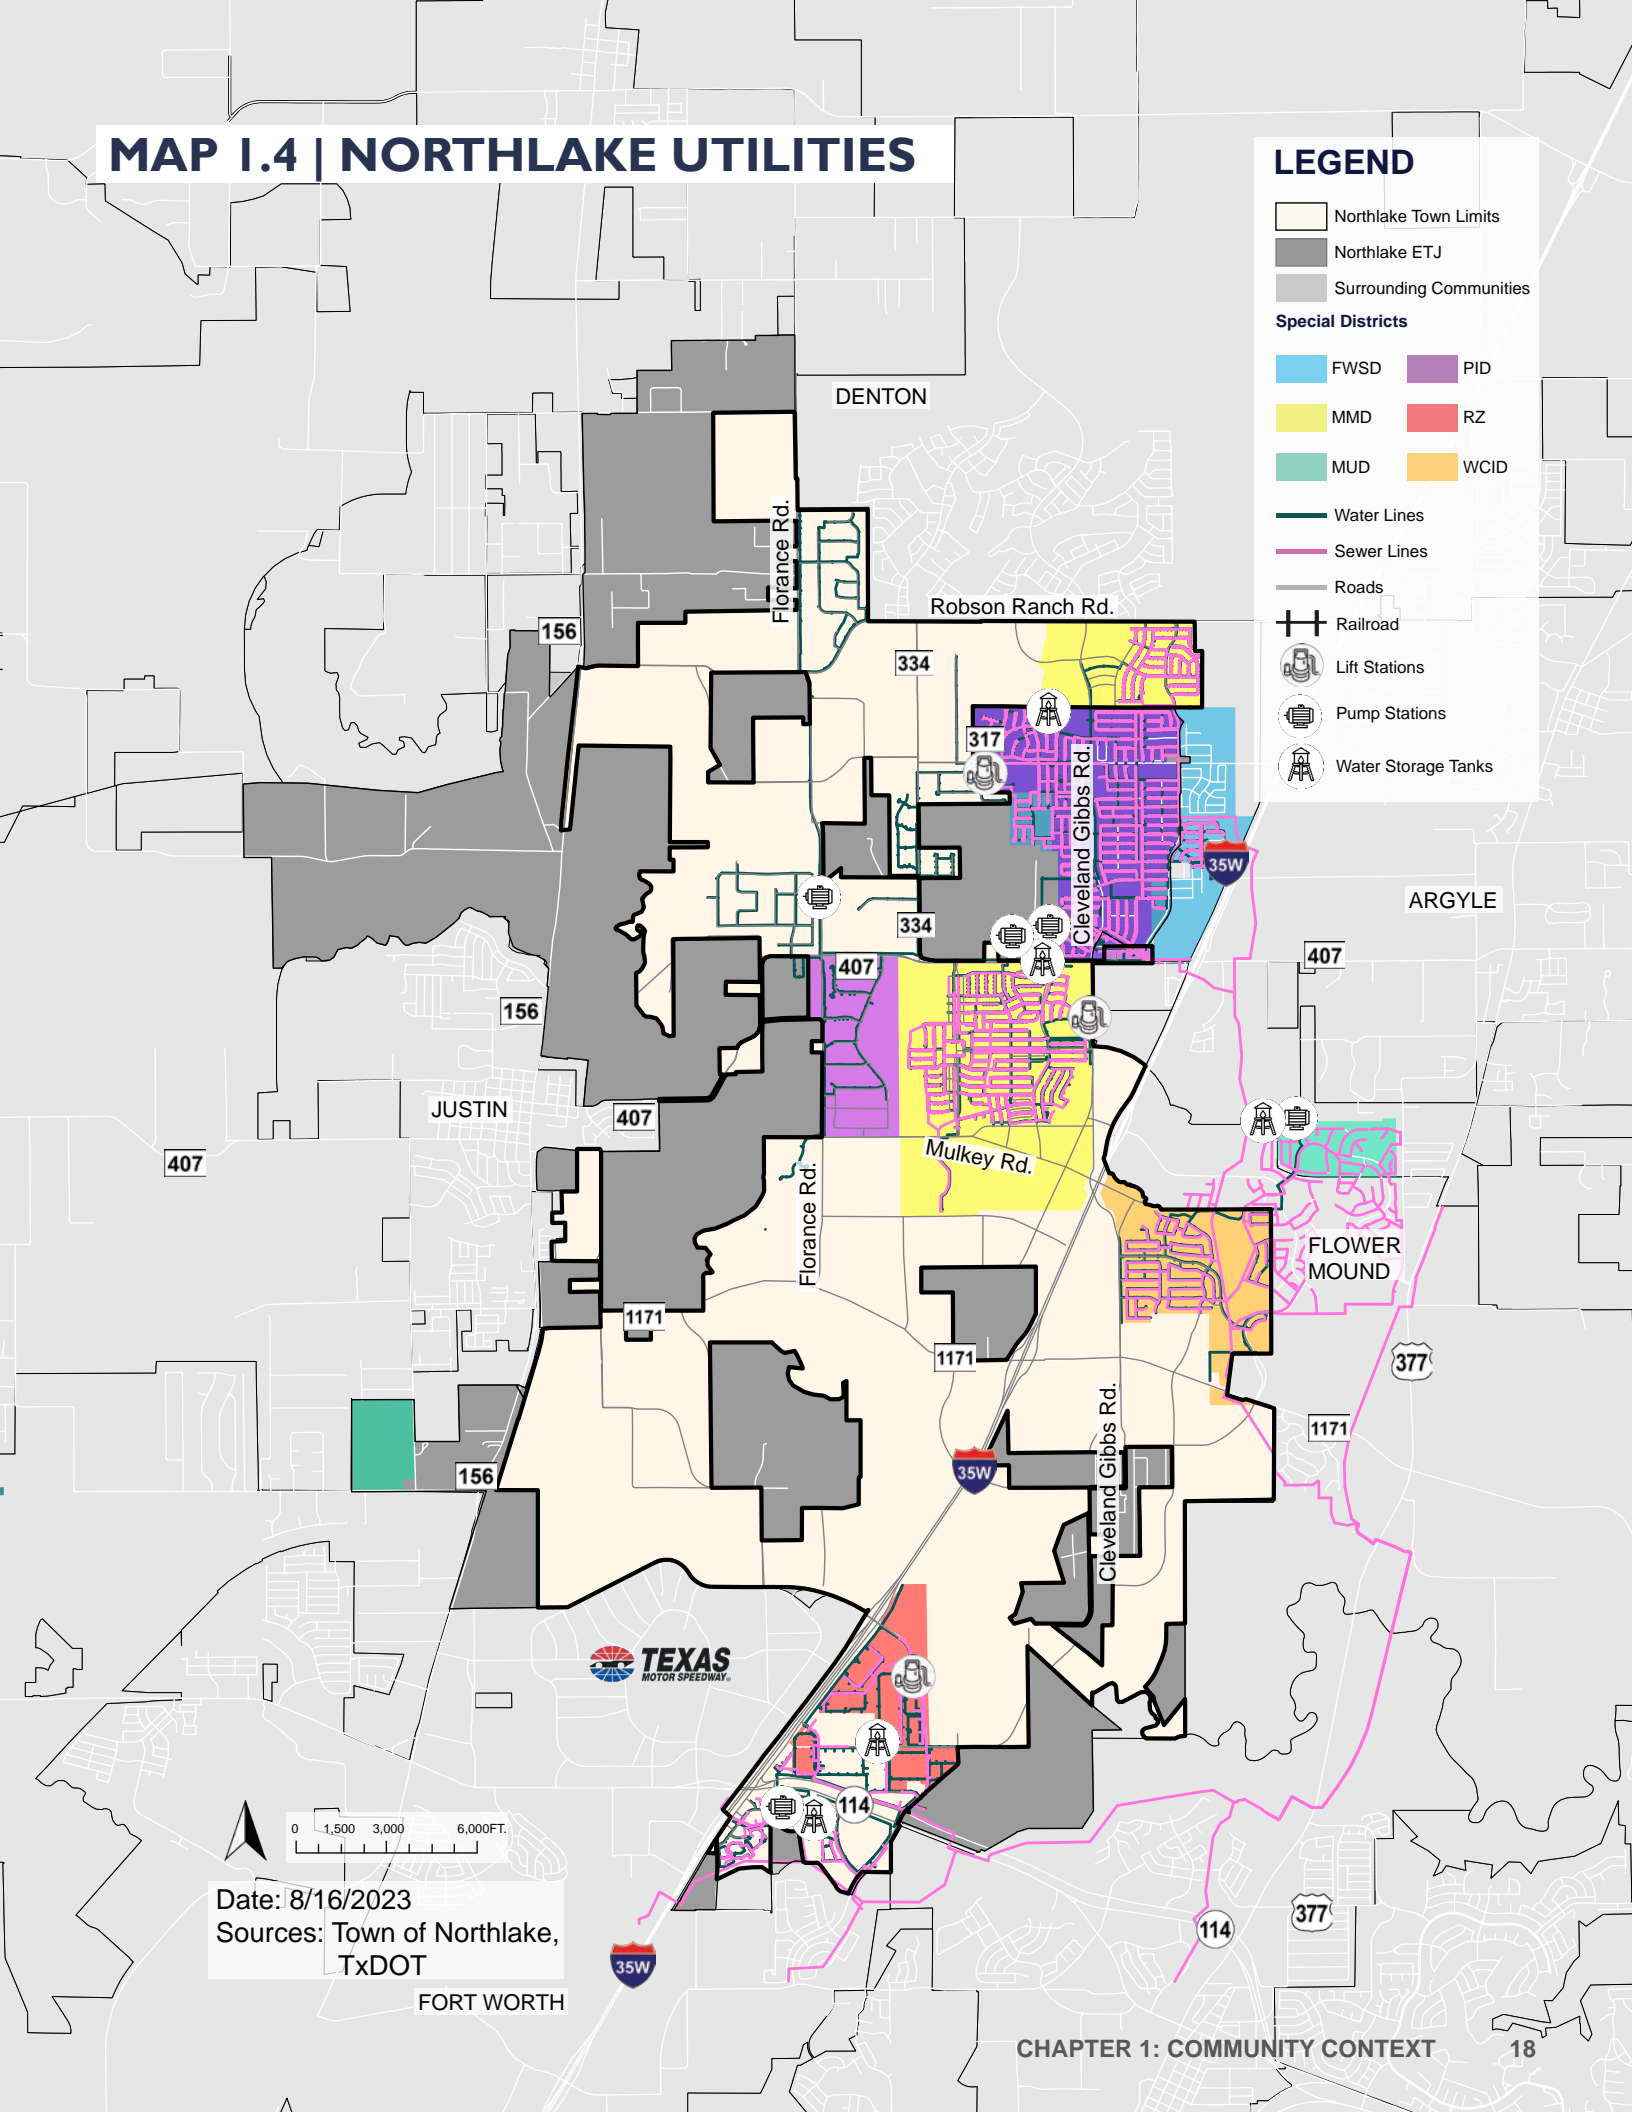 MAP 1.4 | NORTHLAKE UTILITIES
LEGEND
Northlake Town Limits
Northlake ETJ
Surrounding Communities
Special Districts
FWSD
PID
MMD
RZ
MUD
WCID
Water Lines
Sewer Lines
Roads
Railroad
Lift Stations
Pump Stations
Water Storage Tanks
DENTON
Florance Rd.
Robson Ranch Rd.
156
334
317
Cleveland Gibbs Rd.
35W
ARGYLE
334
407
407
156
JUSTIN
407
407
Mulkey Rd.
Florance Rd.
FLOWER
MOUND
1171
1171
377
Cleveland Gibbs Rd.
1171
35W
156
TEXAS
MOTOR SPEEDWAY
114
0 1,500 3,000 6,000FT.
Date: 8/16/2023
Sources: Town of Northlake,
TxDOT
377
114
35W
FORT WORTH
CHAPTER 1: COMMUNITY CONTEXT 18